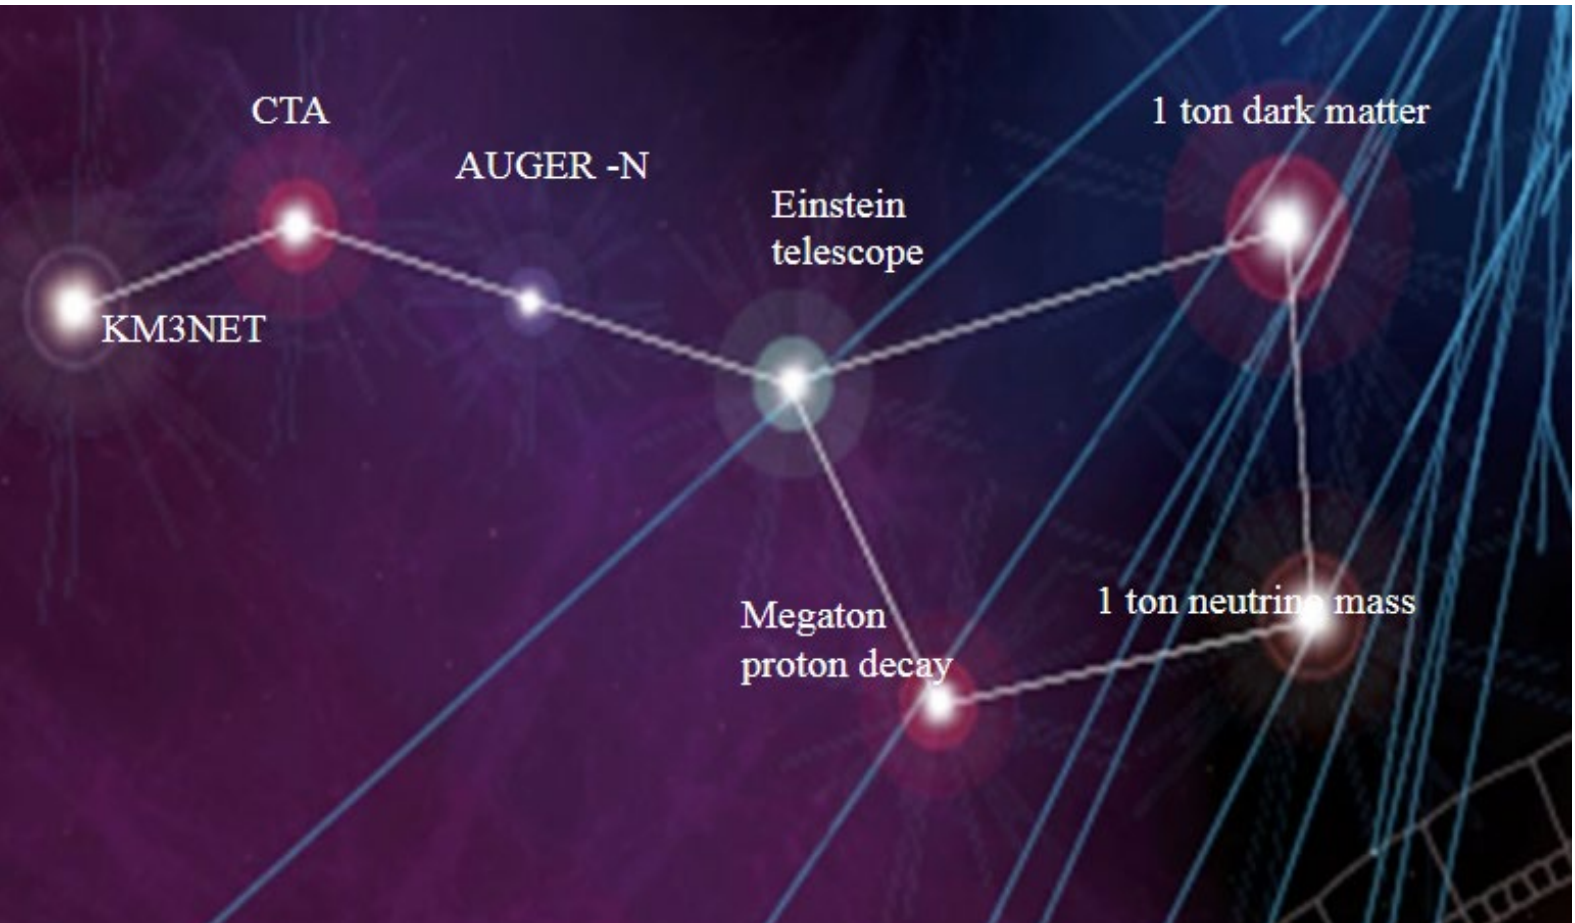 CTA
1 ton dark matter
AUGER -N
Einstein
telescope
KM3NET
1 ton neutrino mass
Megaton
proton decay